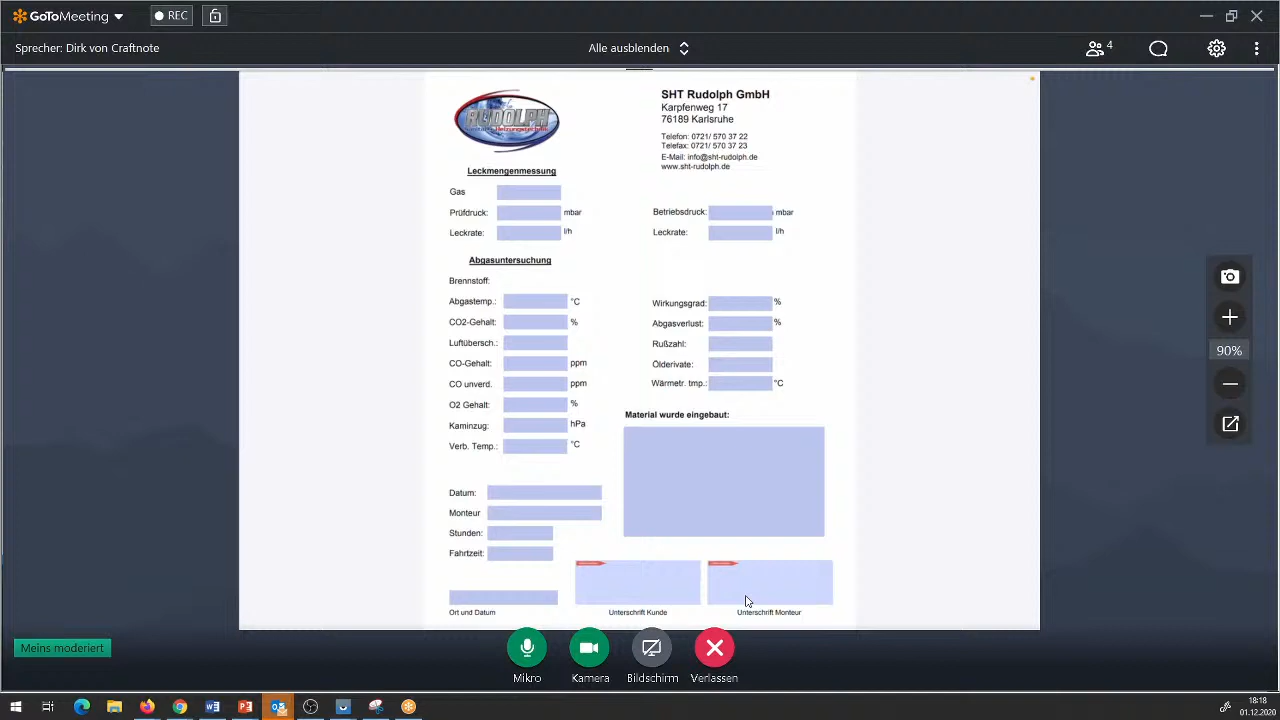 GoToMeeting
REC
Sprecher: Dirk von Craftnote
Alle ausblenden
4
RUDOLPH
Sanitär- Heizungstechnik
SHT Rudolph GmbH
Karpfenweg 17
76189 Karlsruhe
Telefon: 0721/ 570 37 22
Telefax: 0721/ 570 37 23
E-Mail: info@sht-rudolph.de
www.sht-rudolph.de
Leckmengenmessung
Gas
Prüfdruck: mbar
Betriebsdruck: mbar
Leckrate: l/h
Leckrate: l/h
Abgasuntersuchung
Brennstoff:
Abgastemp.: °C
Wirkungsgrad: %
CO2-Gehalt: %
Abgasverlust: %
Luftübersch.:
Rußzahl:
CO-Gehalt: ppm
Ölderivate:
CO unverd. ppm
Wärmetr. tmp.: °C
O2 Gehalt: %
Kaminzug: hPa
Verb. Temp.: °C
Material wurde eingebaut:
Datum:
Monteur
Stunden:
Fahrtzeit:
Ort und Datum
Unterschrift Kunde
Unterschrift Monteur
90%
Meins moderiert
Mikro
Kamera
Bildschirm
Verlassen
18:18
01.12.2020